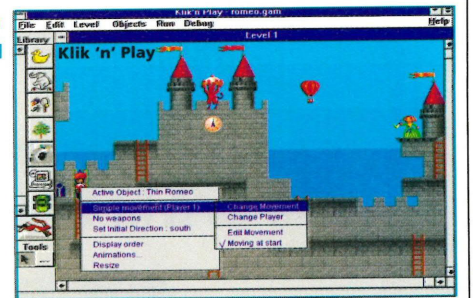 Klik'n Play - romeo.gam
File Edit Level Objects Run Debug Help
Library
Level 1
Klik 'n' Play
Active Object : Thin Romeo
Simple movement (Player 1)
No weapons
Set Initial Direction : south
Display order
Animations...
Resize
Change Movement
Change Player
Edit Movement
√ Moving at start
Tools